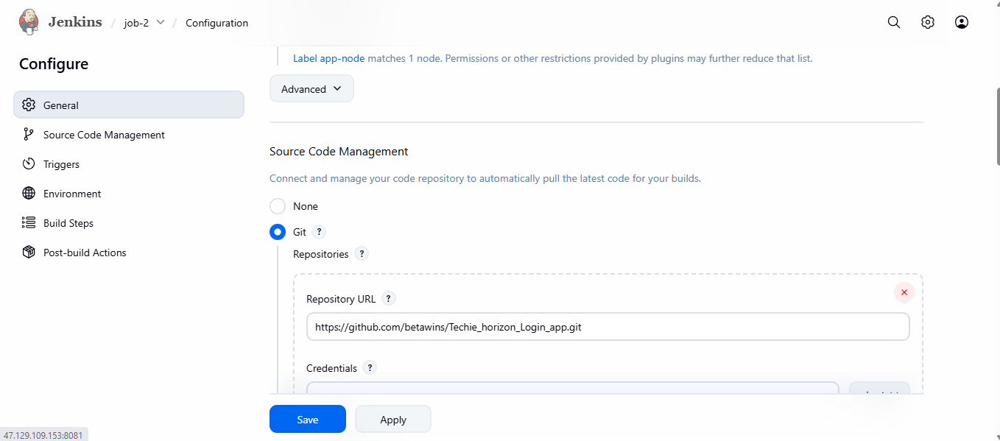 Jenkins / job-2 / Configuration
Configure
General
Source Code Management
Triggers
Environment
Build Steps
Post-build Actions
Label app-node matches 1 node. Permissions or other restrictions provided by plugins may further reduce that list.
Advanced
Source Code Management
Connect and manage your code repository to automatically pull the latest code for your builds.
None
Git ?
Repositories ?
Repository URL ?
https://github.com/betawins/Techie_horizon_Login_app.git
Credentials ?
Save
Apply
47.129.109.153:8081